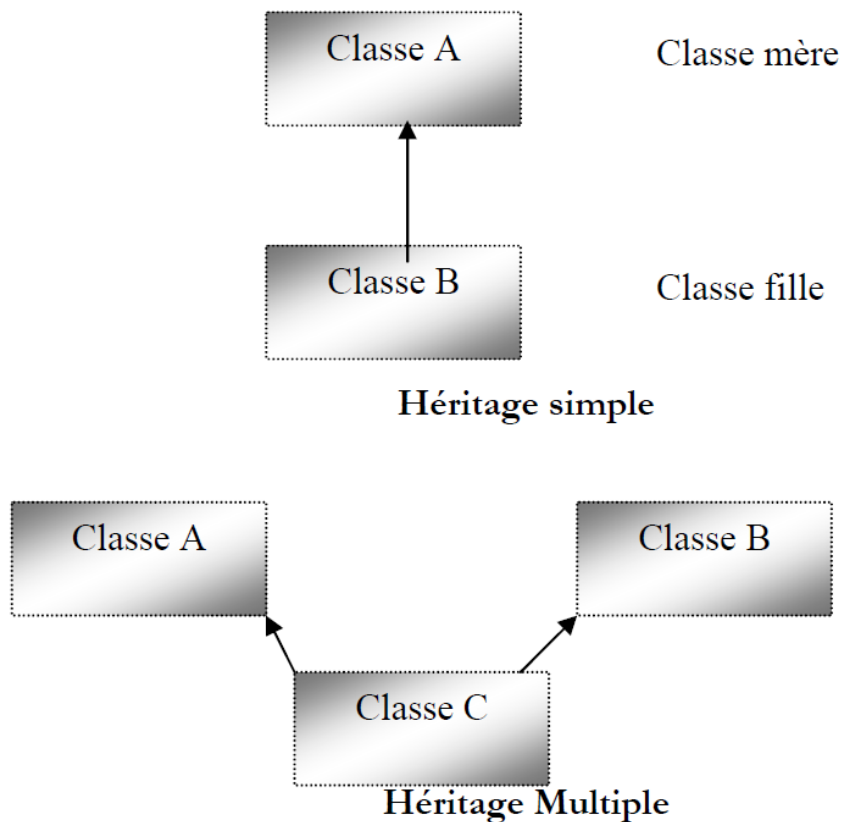 Classe A
Classe mère
Classe B
Classe fille
Héritage simple
Classe A
Classe B
Classe C
Héritage Multiple